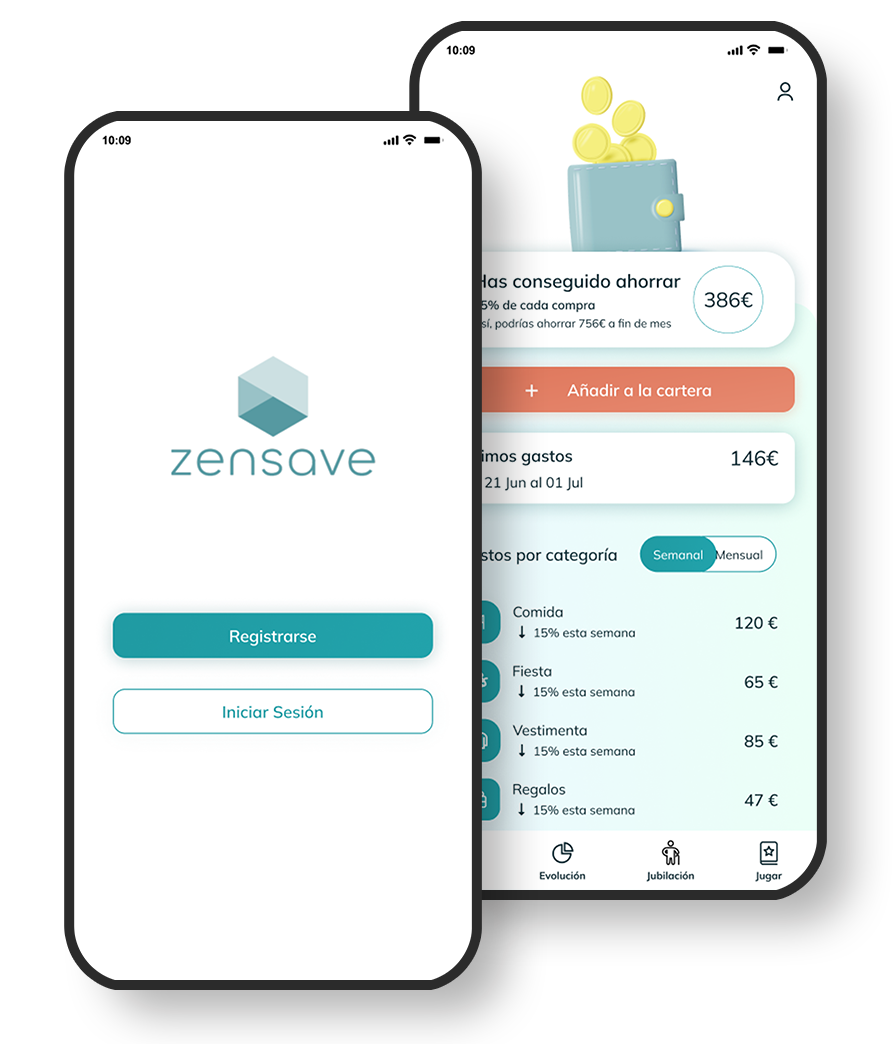 10:09
zensave
Registrarse
Iniciar Sesión
10:09
Has conseguido ahorrar
386€
5% de cada compra
sí, podrías ahorrar 756€ a fin de mes
+ Añadir a la cartera
imos gastos
146€
21 Jun al 01 Jul
stos por categoría
Semanal
Mensual
Comida
120 €
↓ 15% esta semana
Fiesta
65 €
↓ 15% esta semana
Vestimenta
85 €
↓ 15% esta semana
Regalos
47 €
↓ 15% esta semana
Evolución
Jubilación
Jugar